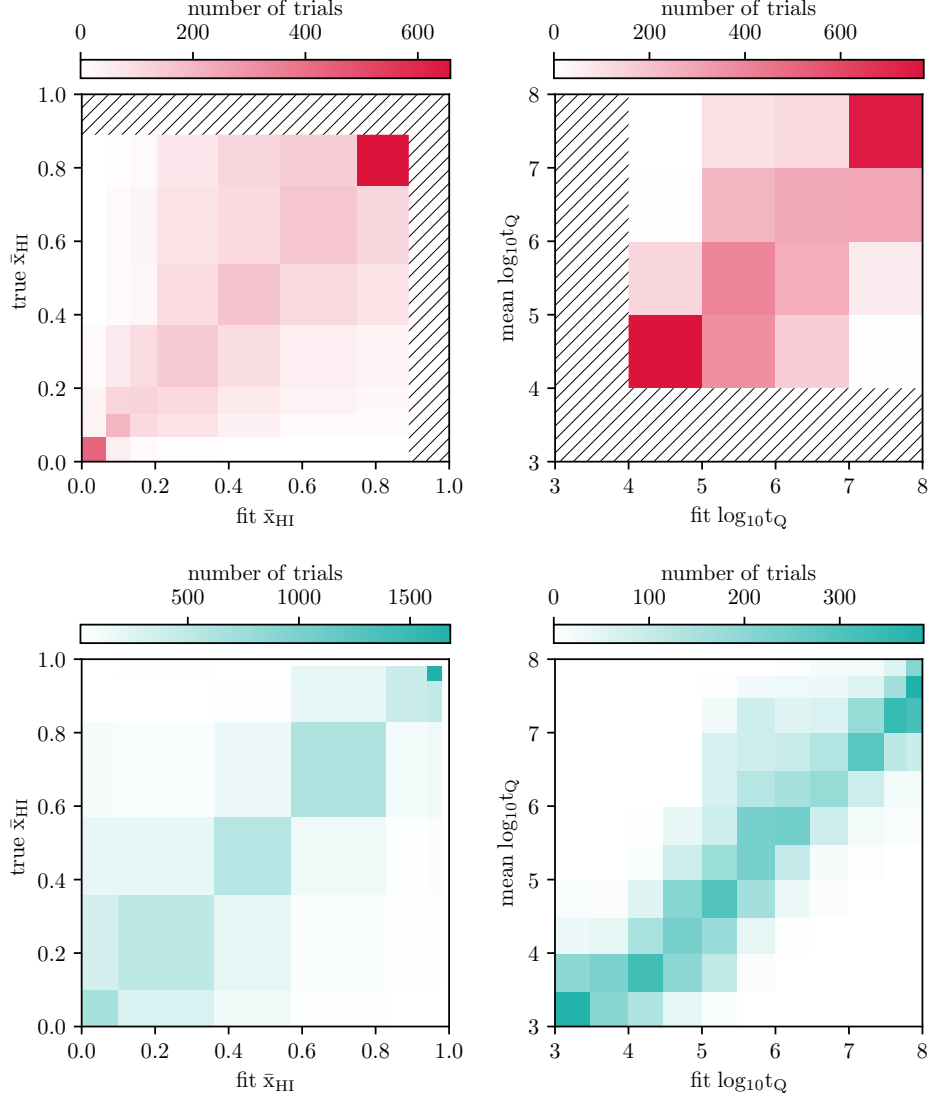 number of trials
0 200 400 600
1.0
0.8
0.6
0.4
0.2
0.0
true x̄HI
0.0 0.2 0.4 0.6 0.8 1.0
fit x̄HI
number of trials
0 200 400 600
8
7
6
5
4
3
mean log10tQ
3 4 5 6 7 8
fit log10tQ
number of trials
500 1000 1500
1.0
0.8
0.6
0.4
0.2
0.0
true x̄HI
0.0 0.2 0.4 0.6 0.8 1.0
fit x̄HI
number of trials
0 100 200 300
8
7
6
5
4
3
mean log10tQ
3 4 5 6 7 8
fit log10tQ